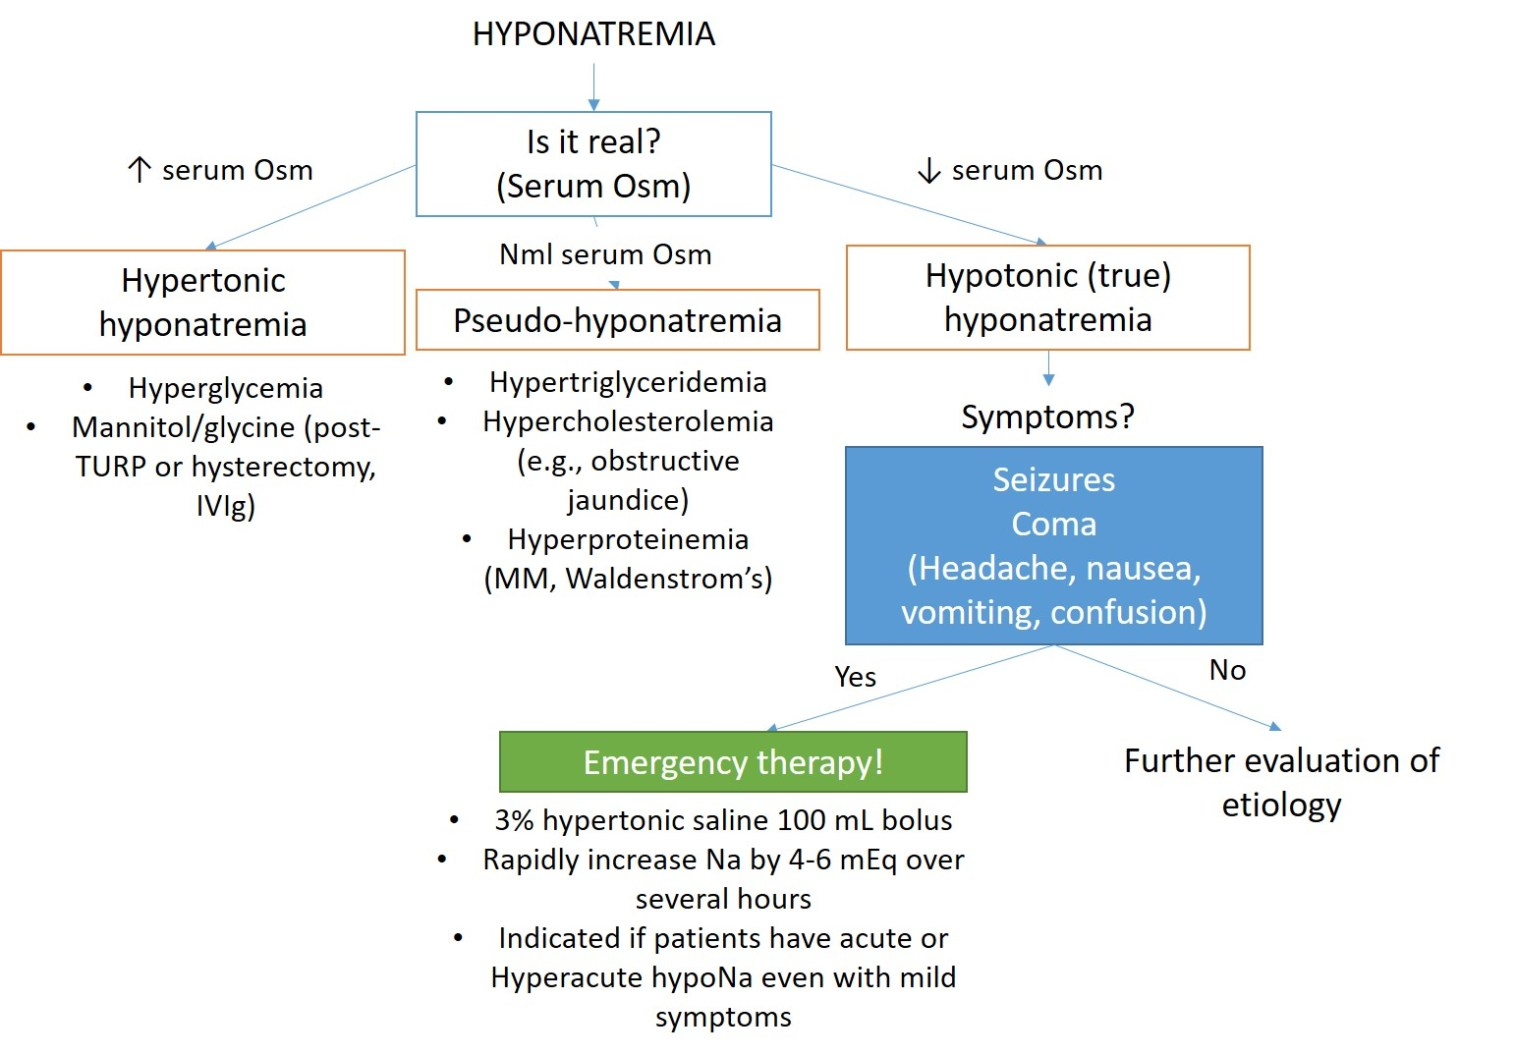 HYPONATREMIA
Is it real?
(Serum Osm)
↑ serum Osm
↓ serum Osm
Nml serum Osm
Hypertonic
hyponatremia
• Hyperglycemia
• Mannitol/glycine (post-
TURP or hysterectomy,
IVIg)
Pseudo-hyponatremia
• Hypertriglyceridemia
• Hypercholesterolemia
(e.g., obstructive
jaundice)
• Hyperproteinemia
(MM, Waldenstrom’s)
Hypotonic (true)
hyponatremia
Symptoms?
Seizures
Coma
(Headache, nausea,
vomiting, confusion)
Yes
No
Emergency therapy!
• 3% hypertonic saline 100 mL bolus
• Rapidly increase Na by 4-6 mEq over
several hours
• Indicated if patients have acute or
Hyperacute hypoNa even with mild
symptoms
Further evaluation of
etiology